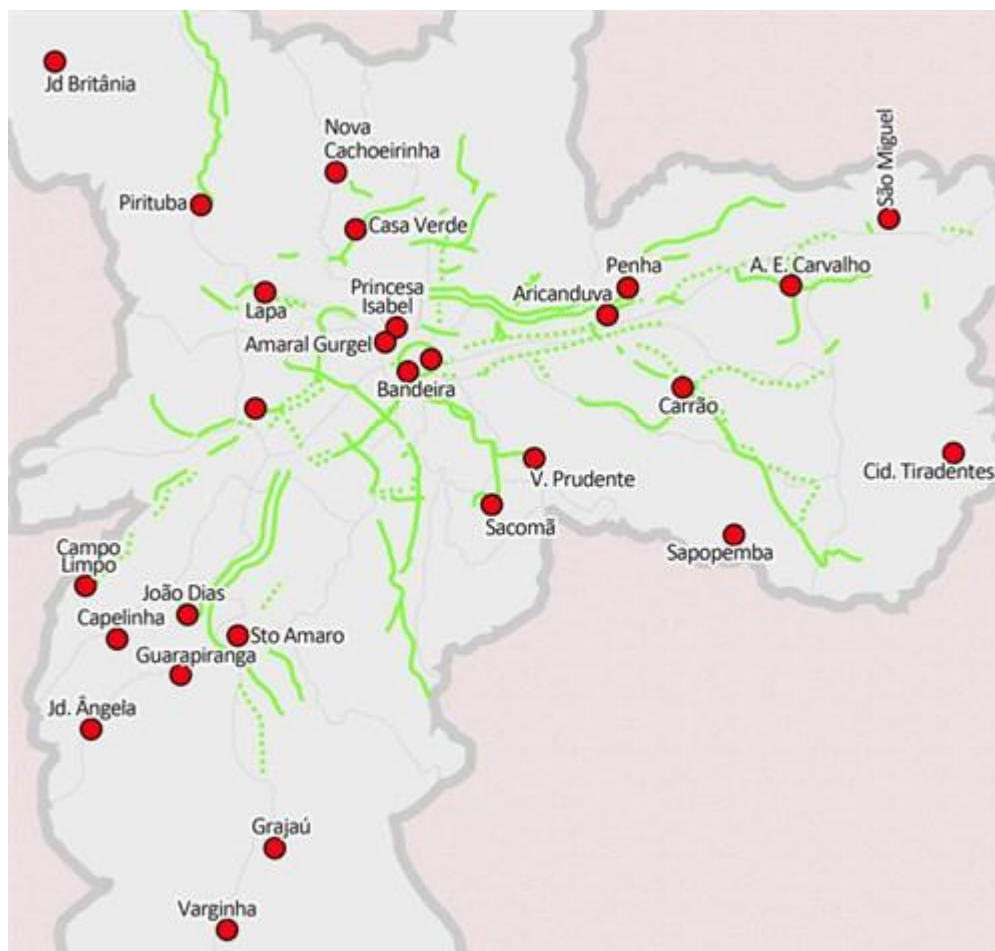 Jd Britânia
Nova
Cachoeirinha
São Miguel
Pirituba
Casa Verde
Penha
A. E. Carvalho
Lapa
Princesa
Isabel
Aricanduva
Amaral Gurgel
Bandeira
Carrão
V. Prudente
Cid. Tiradentes
Sacomã
Sapopemba
Campo
Limpo
João Dias
Capelinha
Sto Amaro
Guarapiranga
Jd. Ângela
Grajaú
Varginha